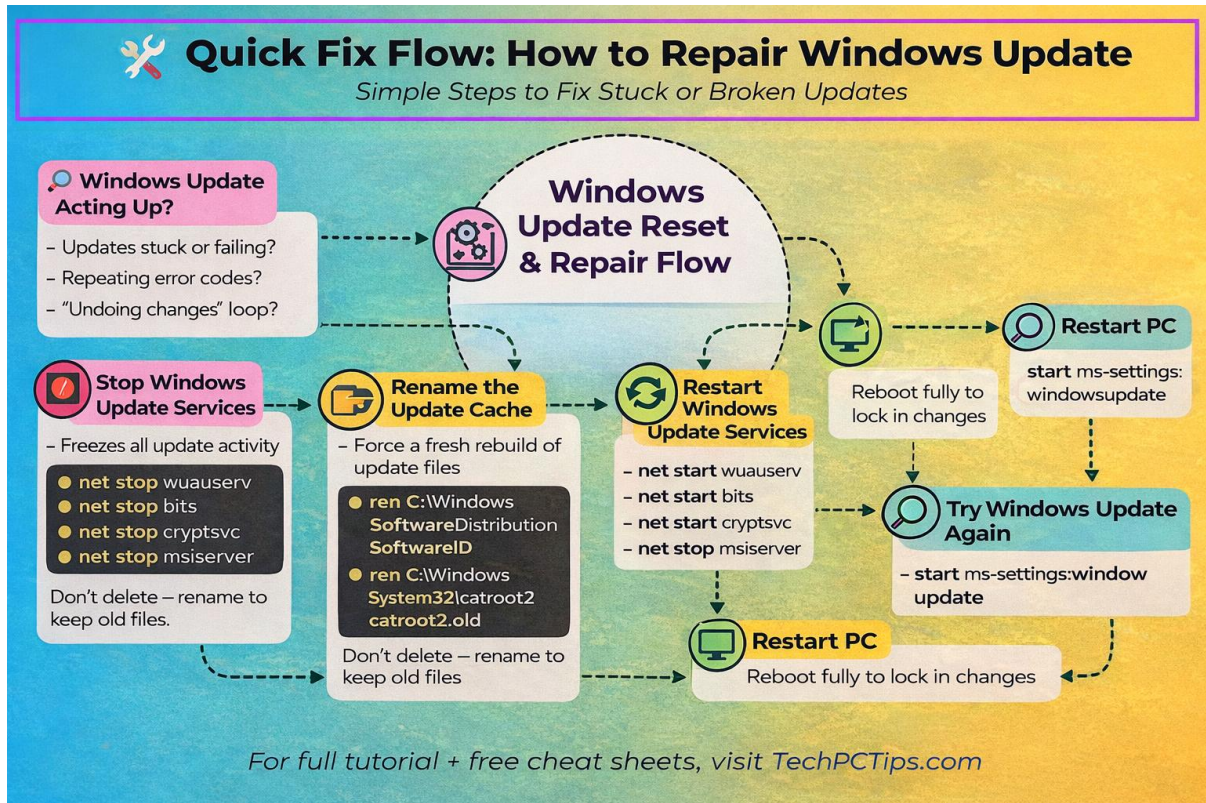 Quick Fix Flow: How to Repair Windows Update
Simple Steps to Fix Stuck or Broken Updates
Windows Update
Acting Up?
– Updates stuck or failing?
– Repeating error codes?
– “Undoing changes” loop?
Windows
Update Reset
& Repair Flow
Stop Windows
Update Services
– Freezes all update activity
net stop wuauserv
net stop bits
net stop cryptsvc
net stop msiserver
Don’t delete – rename to
keep old files.
Rename the
Update Cache
– Force a fresh rebuild of
update files
ren C:\Windows
SoftwareDistribution
SoftwareID
ren C:\Windows
System32\catroot2
catroot2.old
Don’t delete – rename to
keep old files
Restart
Windows
Update Services
– net start wuauserv
– net start bits
– net start cryptsvc
– net stop msiserver
Reboot fully to
lock in changes
Restart PC
start ms-settings:
windowsupdate
Try Windows Update
Again
– start ms-settings:window
update
Restart PC
Reboot fully to lock in changes
For full tutorial + free cheat sheets, visit TechPCTips.com